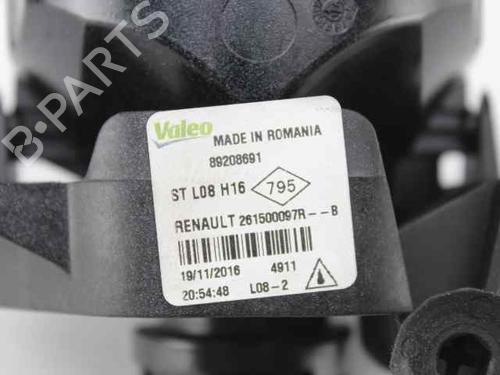 B-Parts
Valeo MADE IN ROMANIA
89208691
ST L08 H16 795
RENAULT 261500097R--B
19/11/2016 4911
20:54:48 L08-2